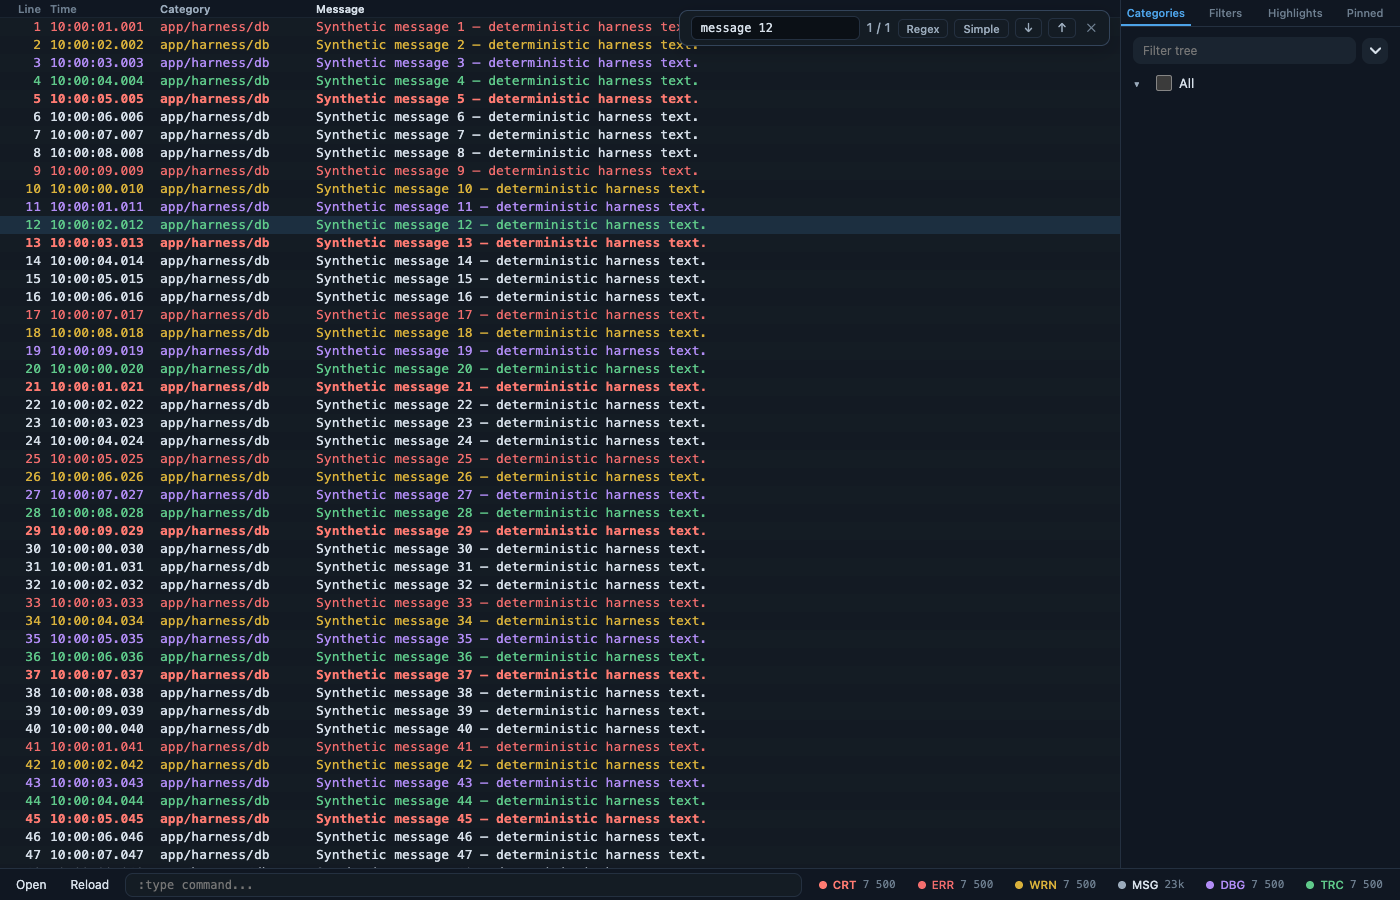 Line Time Category Message
1 10:00:01.001 app/harness/db Synthetic message 1 — deterministic harness
2 10:00:02.002 app/harness/db Synthetic message 2 — deterministic harness text.
3 10:00:03.003 app/harness/db Synthetic message 3 — deterministic harness text.
4 10:00:04.004 app/harness/db Synthetic message 4 — deterministic harness text.
5 10:00:05.005 app/harness/db Synthetic message 5 — deterministic harness text.
6 10:00:06.006 app/harness/db Synthetic message 6 — deterministic harness text.
7 10:00:07.007 app/harness/db Synthetic message 7 — deterministic harness text.
8 10:00:08.008 app/harness/db Synthetic message 8 — deterministic harness text.
9 10:00:09.009 app/harness/db Synthetic message 9 — deterministic harness text.
10 10:00:00.010 app/harness/db Synthetic message 10 — deterministic harness text.
11 10:00:01.011 app/harness/db Synthetic message 11 — deterministic harness text.
12 10:00:02.012 app/harness/db Synthetic message 12 — deterministic harness text.
13 10:00:03.013 app/harness/db Synthetic message 13 — deterministic harness text.
14 10:00:04.014 app/harness/db Synthetic message 14 — deterministic harness text.
15 10:00:05.015 app/harness/db Synthetic message 15 — deterministic harness text.
16 10:00:06.016 app/harness/db Synthetic message 16 — deterministic harness text.
17 10:00:07.017 app/harness/db Synthetic message 17 — deterministic harness text.
18 10:00:08.018 app/harness/db Synthetic message 18 — deterministic harness text.
19 10:00:09.019 app/harness/db Synthetic message 19 — deterministic harness text.
20 10:00:00.020 app/harness/db Synthetic message 20 — deterministic harness text.
21 10:00:01.021 app/harness/db Synthetic message 21 — deterministic harness text.
22 10:00:02.022 app/harness/db Synthetic message 22 — deterministic harness text.
23 10:00:03.023 app/harness/db Synthetic message 23 — deterministic harness text.
24 10:00:04.024 app/harness/db Synthetic message 24 — deterministic harness text.
25 10:00:05.025 app/harness/db Synthetic message 25 — deterministic harness text.
26 10:00:06.026 app/harness/db Synthetic message 26 — deterministic harness text.
27 10:00:07.027 app/harness/db Synthetic message 27 — deterministic harness text.
28 10:00:08.028 app/harness/db Synthetic message 28 — deterministic harness text.
29 10:00:09.029 app/harness/db Synthetic message 29 — deterministic harness text.
30 10:00:00.030 app/harness/db Synthetic message 30 — deterministic harness text.
31 10:00:01.031 app/harness/db Synthetic message 31 — deterministic harness text.
32 10:00:02.032 app/harness/db Synthetic message 32 — deterministic harness text.
33 10:00:03.033 app/harness/db Synthetic message 33 — deterministic harness text.
34 10:00:04.034 app/harness/db Synthetic message 34 — deterministic harness text.
35 10:00:05.035 app/harness/db Synthetic message 35 — deterministic harness text.
36 10:00:06.036 app/harness/db Synthetic message 36 — deterministic harness text.
37 10:00:07.037 app/harness/db Synthetic message 37 — deterministic harness text.
38 10:00:08.038 app/harness/db Synthetic message 38 — deterministic harness text.
39 10:00:09.039 app/harness/db Synthetic message 39 — deterministic harness text.
40 10:00:00.040 app/harness/db Synthetic message 40 — deterministic harness text.
41 10:00:01.041 app/harness/db Synthetic message 41 — deterministic harness text.
42 10:00:02.042 app/harness/db Synthetic message 42 — deterministic harness text.
43 10:00:03.043 app/harness/db Synthetic message 43 — deterministic harness text.
44 10:00:04.044 app/harness/db Synthetic message 44 — deterministic harness text.
45 10:00:05.045 app/harness/db Synthetic message 45 — deterministic harness text.
46 10:00:06.046 app/harness/db Synthetic message 46 — deterministic harness text.
47 10:00:07.047 app/harness/db Synthetic message 47 — deterministic harness text.
message 12 1 / 1 Regex Simple ↓ ↑ ×
Categories Filters Highlights Pinned
Filter tree
All
Open Reload :type command... CRT 7 500 ERR 7 500 WRN 7 500 MSG 23k DBG 7 500 TRC 7 500